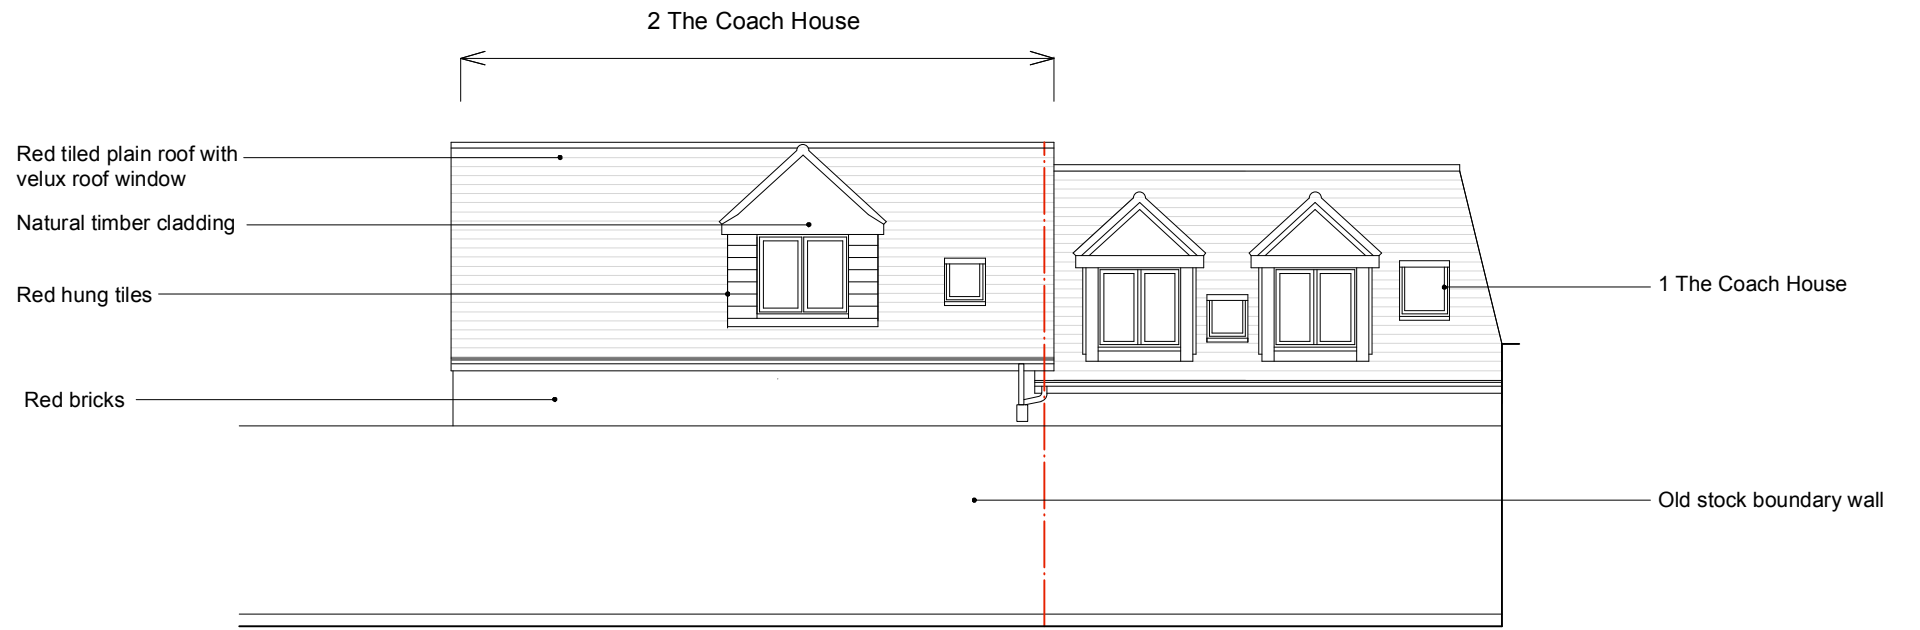 2 The Coach House
Red tiled plain roof with
velux roof window
Natural timber cladding
Red hung tiles
1 The Coach House
Red bricks
Old stock boundary wall